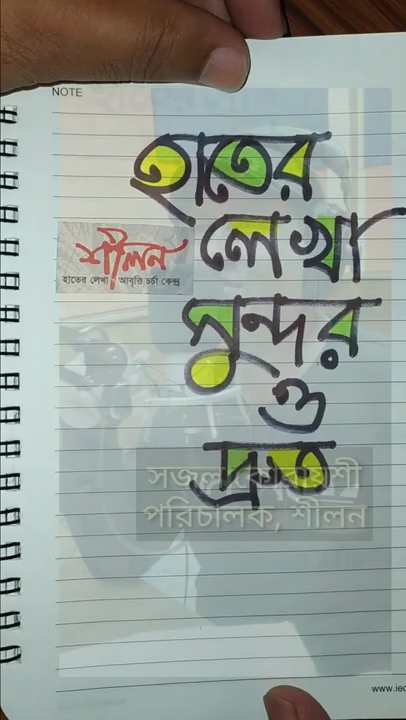 NOTE
হাতের
লেখা
শীলন
হাতের লেখা ও আবৃত্তি চর্চা কেন্দ্র
সুন্দর
ও
দ্রুত
পরিচালক, শীলন